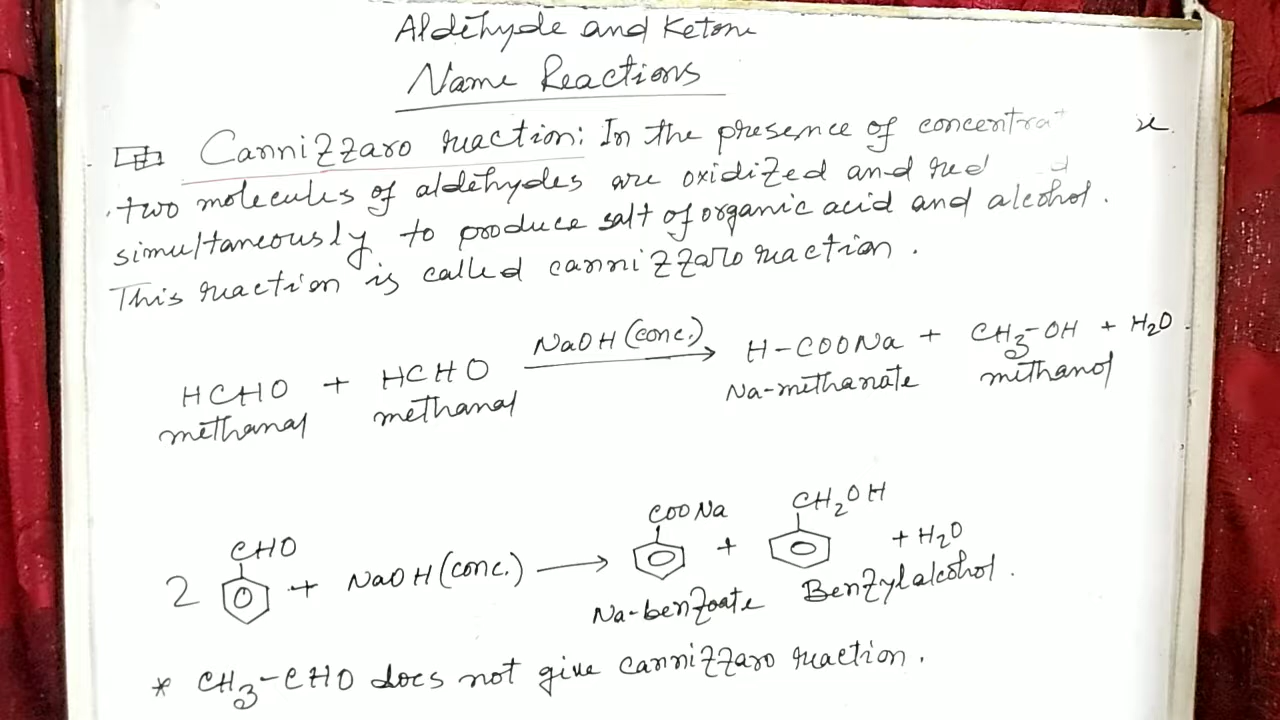 Aldehyde and Ketone
Name Reactions
Cannizzaro reaction: In the presence of
two molecules of aldehydes are oxidized and
simultaneously to produce salt of organic acid and alcohol.
This reaction is called cannizzaro reaction.
HCHO + HCHO NaOH (conc.) → H-COONa + CH3-OH + H2O
methanal methanal Na-methanate methanol
CHO COONa CH2OH
2 + NaOH (conc.) → + + H2O
Na-benzoate Benzylalcohol.
* CH3-CHO does not give cannizzaro reaction.